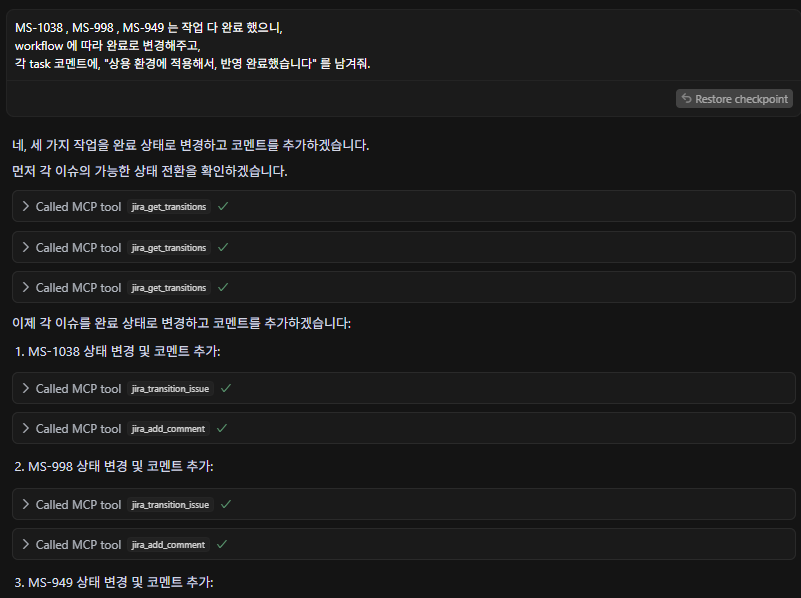 MS-1038 , MS-998 , MS-949 는 작업 다 완료 했으니,
workflow 에 따라 완료로 변경해주고,
각 task 코멘트에, "상용 환경에 적용해서, 반영 완료했습니다" 를 남겨줘.
Restore checkpoint
네, 세 가지 작업을 완료 상태로 변경하고 코멘트를 추가하겠습니다.
먼저 각 이슈의 가능한 상태 전환을 확인하겠습니다.
Called MCP tool jira_get_transitions
Called MCP tool jira_get_transitions
Called MCP tool jira_get_transitions
이제 각 이슈를 완료 상태로 변경하고 코멘트를 추가하겠습니다:
1. MS-1038 상태 변경 및 코멘트 추가:
Called MCP tool jira_transition_issue
Called MCP tool jira_add_comment
2. MS-998 상태 변경 및 코멘트 추가:
Called MCP tool jira_transition_issue
Called MCP tool jira_add_comment
3. MS-949 상태 변경 및 코멘트 추가: